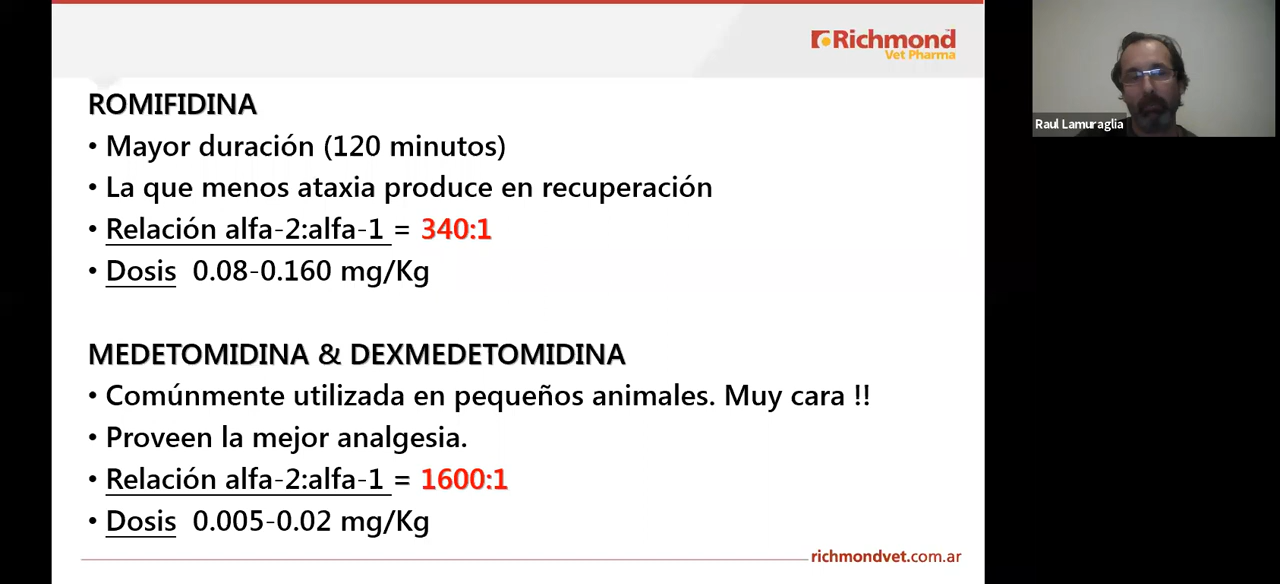 Richmond
Vet Pharma
Raul Lamuraglia
ROMIFIDINA
• Mayor duración (120 minutos)
• La que menos ataxia produce en recuperación
• Relación alfa-2:alfa-1 = 340:1
• Dosis 0.08-0.160 mg/Kg
MEDETOMIDINA & DEXMEDETOMIDINA
• Comúnmente utilizada en pequeños animales. Muy cara !!
• Proveen la mejor analgesia.
• Relación alfa-2:alfa-1 = 1600:1
• Dosis 0.005-0.02 mg/Kg
richmondvet.com.ar